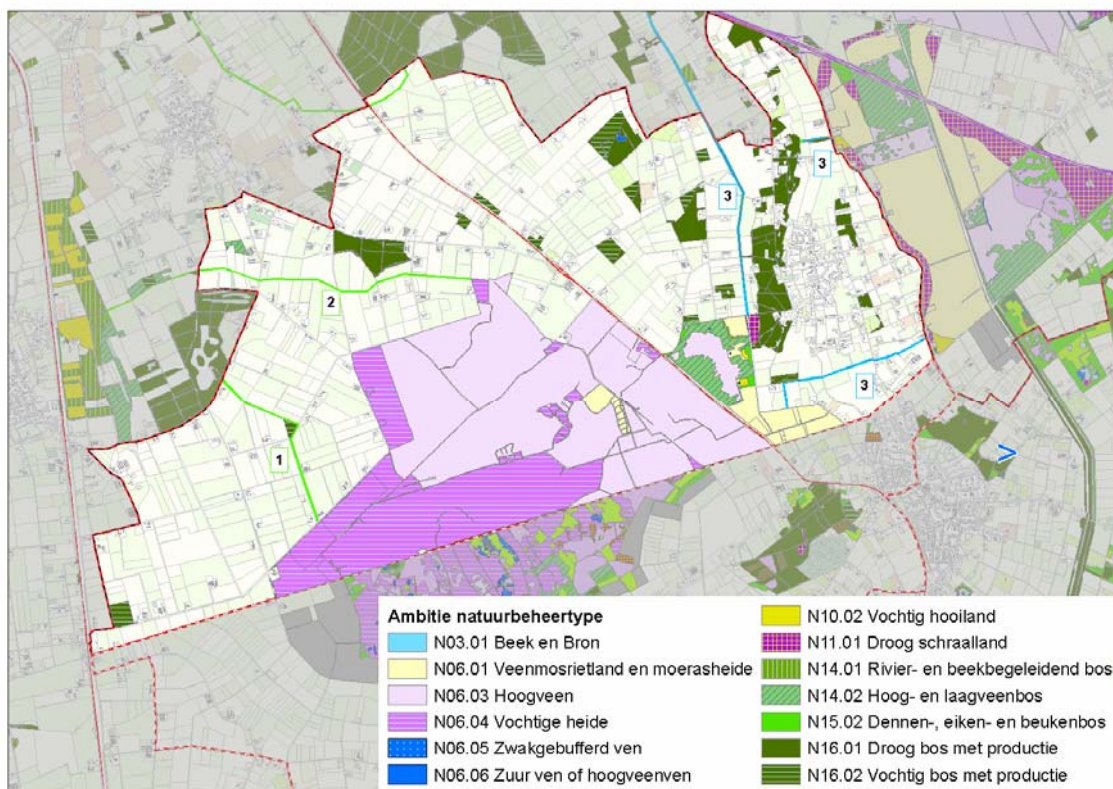 3
3
2
3
1
Ambitie natuurbeheertype
N03.01 Beek en Bron
N06.01 Veenmosrietland en moerasheide
N06.03 Hoogveen
N06.04 Vochtige heide
N06.05 Zwakgebufferd ven
N06.06 Zuur ven of hoogveenven
N10.02 Vochtig hooiland
N11.01 Droog schraalland
N14.01 Rivier- en beekbegeleidend bos
N14.02 Hoog- en laagveenbos
N15.02 Dennen-, eiken- en beukenbos
N16.01 Droog bos met productie
N16.02 Vochtig bos met productie